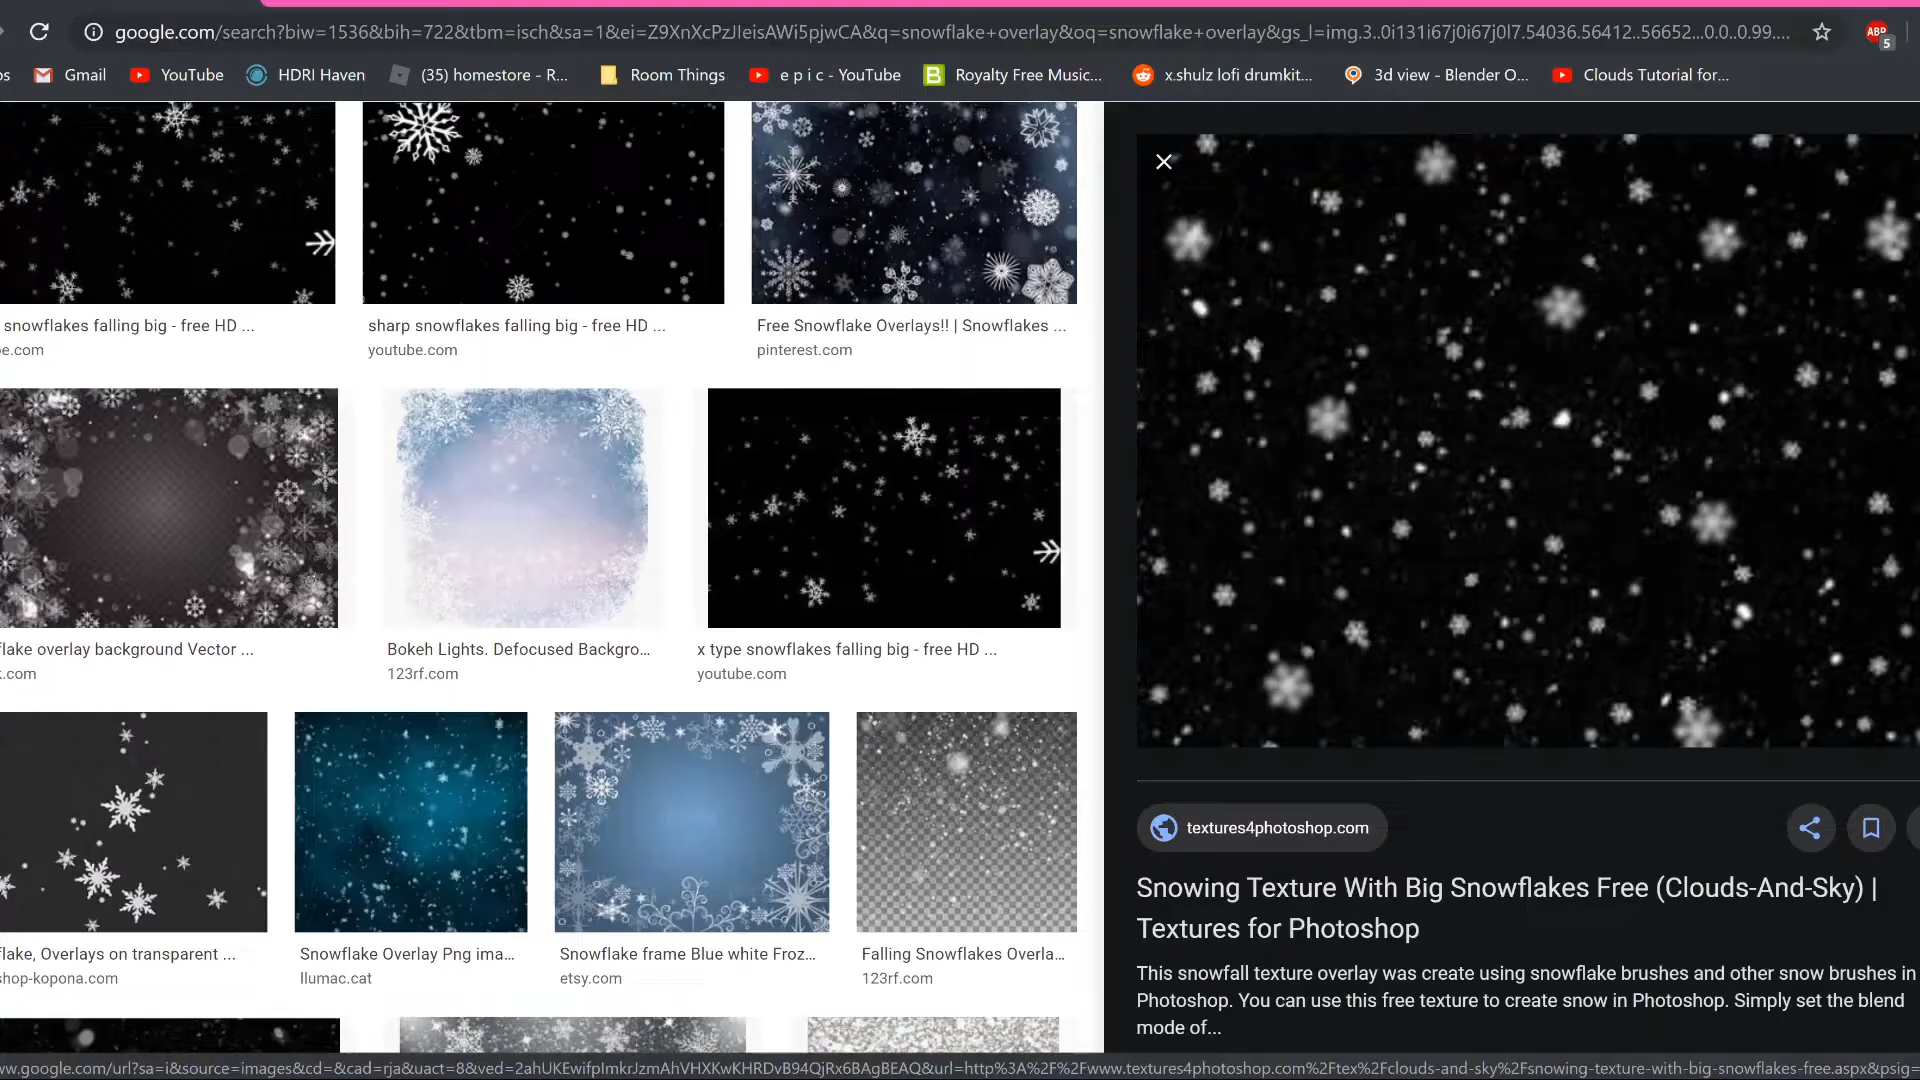 google.com/search?biw=1536&bih=722&tbm=isch&sa=1&ei=Z9XnXcPzJIeisAWi5pjwCA&q=snowflake+overlay&oq=snowflake+overlay&gs_l=img.3..0i131i67j0i67j0l7.54036.56412..56652...0.0..0.99....
ABP
5
ps
Gmail
YouTube
HDRI Haven
(35) homestore - R...
Room Things
e p i c - YouTube
Royalty Free Music...
x.shulz lofi drumkit...
3d view - Blender O...
Clouds Tutorial for...
snowflakes falling big - free HD ...
be.com
sharp snowflakes falling big - free HD ...
youtube.com
Free Snowflake Overlays!! | Snowflakes ...
pinterest.com
flake overlay background Vector ...
k.com
Bokeh Lights. Defocused Backgro...
123rf.com
x type snowflakes falling big - free HD ...
youtube.com
flake, Overlays on transparent ...
shop-kopona.com
Snowflake Overlay Png ima...
llumac.cat
Snowflake frame Blue white Froz...
etsy.com
Falling Snowflakes Overla...
123rf.com
textures4photoshop.com
Snowing Texture With Big Snowflakes Free (Clouds-And-Sky) |
Textures for Photoshop
This snowfall texture overlay was create using snowflake brushes and other snow brushes in
Photoshop. You can use this free texture to create snow in Photoshop. Simply set the blend
mode of...
ww.google.com/url?sa=i&source=images&cd=&cad=rja&uact=8&ved=2ahUKEwifpImkrJzmAhVHXKwKHRDvB94QjRx6BAgBEAQ&url=http%3A%2F%2Fwww.textures4photoshop.com%2Ftex%2Fclouds-and-sky%2Fsnowing-texture-with-big-snowflakes-free.aspx&psig=